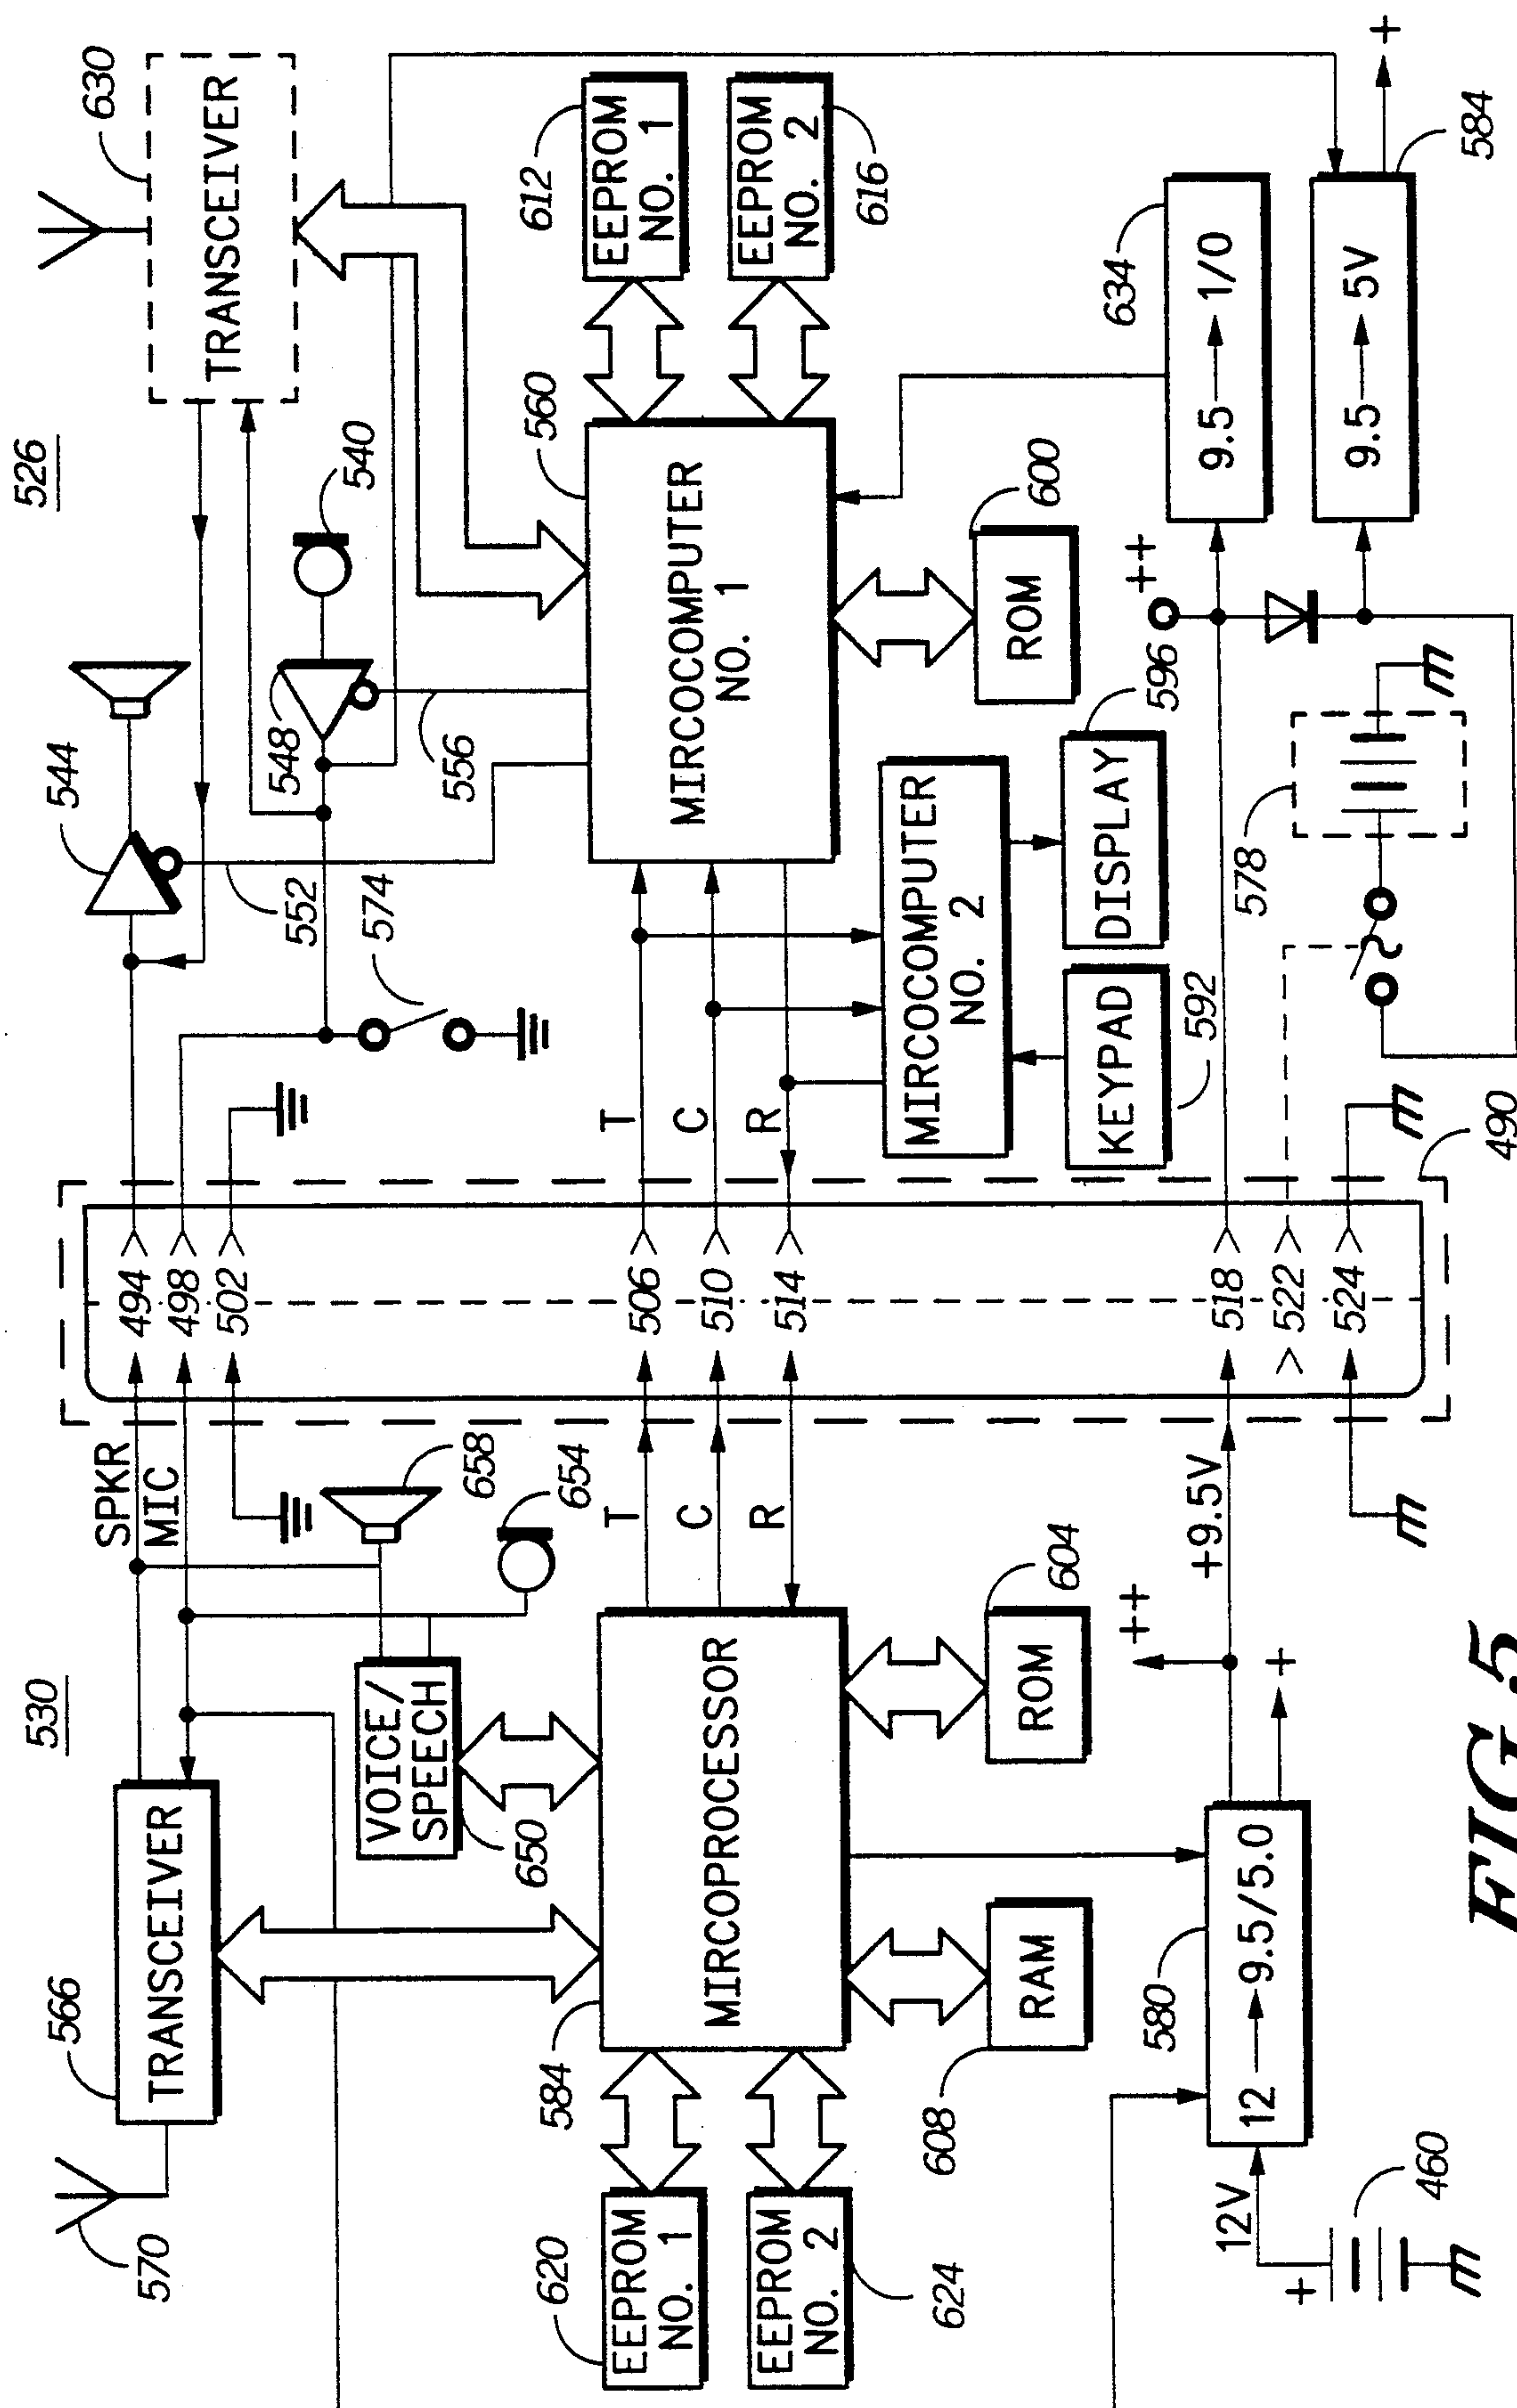 530
526
570
566
TRANSCEIVER
SPKR
MIC
494
498
502
544
552
574
548
556
540
630
TRANSCEIVER
VOICE/
SPEECH
650
658
654
620
EEPROM
NO. 1
EEPROM
NO. 2
624
584
MIRCOPROCESSOR
T
C
R
506
510
514
T
C
R
560
MIRCOCOMPUTER
NO. 1
612
EEPROM
NO. 1
EEPROM
NO. 2
616
608
RAM
ROM
604
MIRCOCOMPUTER
NO. 2
KEYPAD
592
DISPLAY
596
ROM
600
460
+
12V
580
12 → 9.5/5.0
++
+
+9.5V
518
522
524
490
578
++
634
9.5 → 1/0
9.5 → 5V
584
+
FIG.5